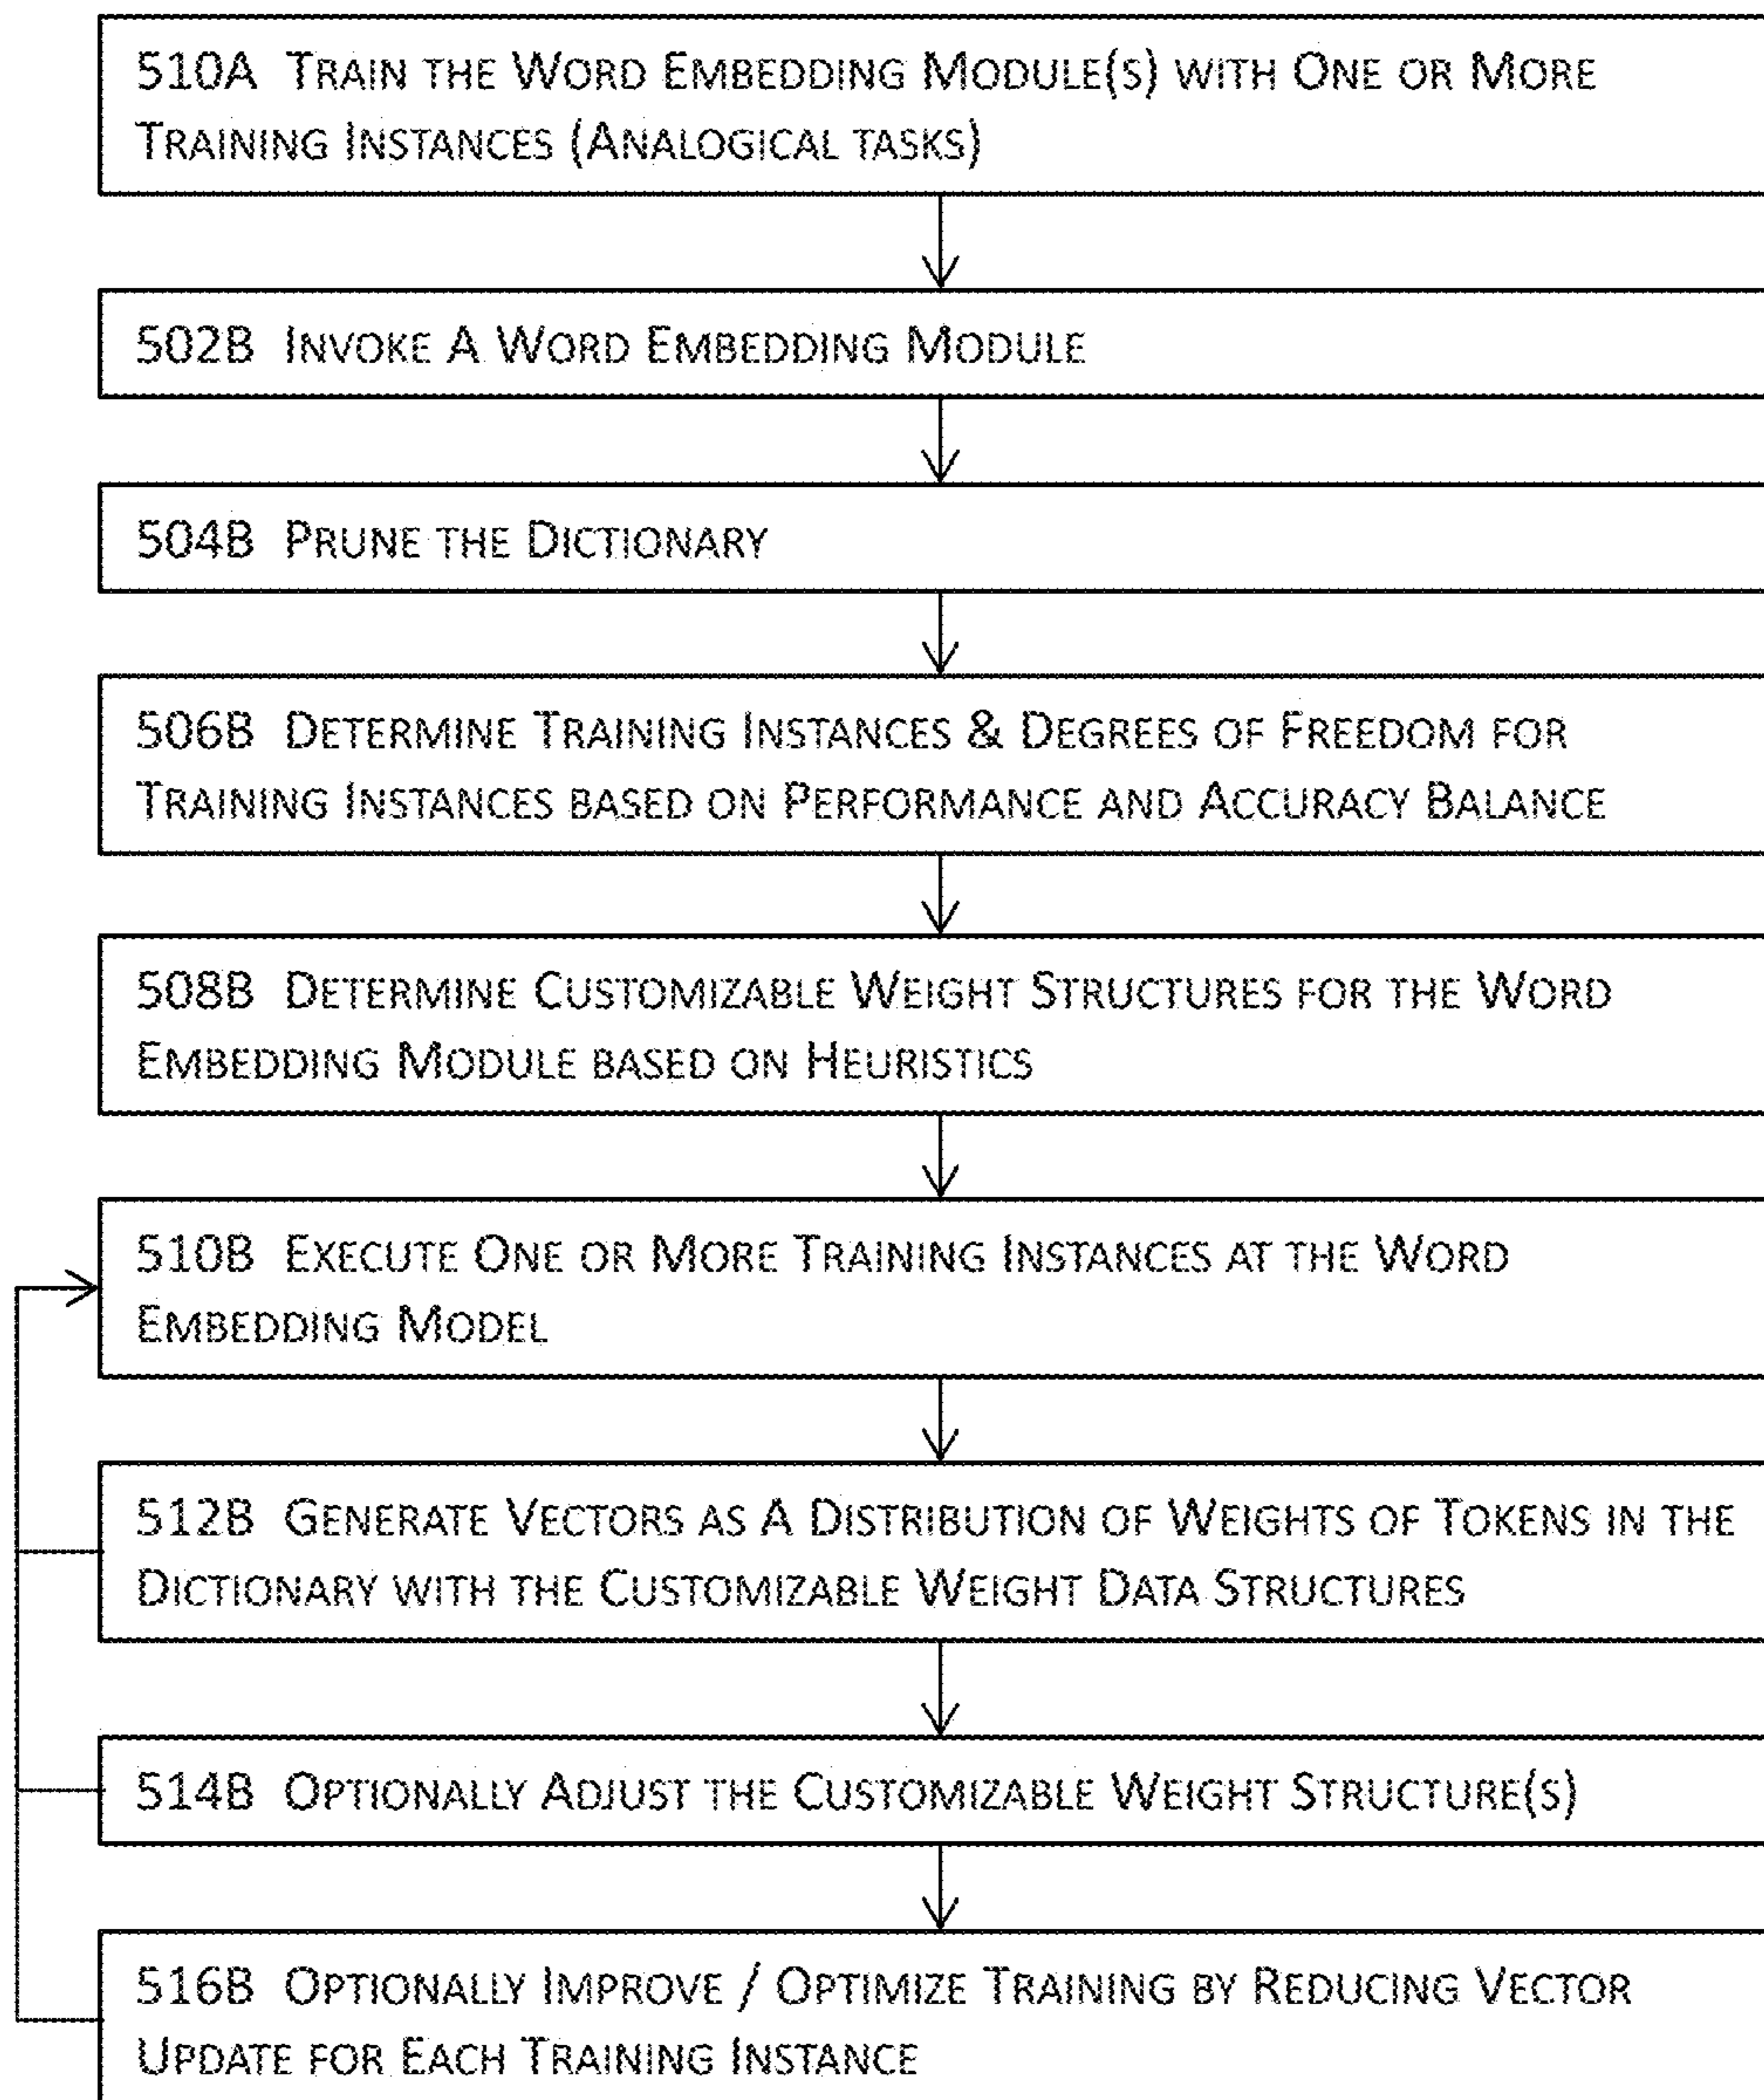 510A TRAIN THE WORD EMBEDDING MODULE(S) WITH ONE OR MORE
TRAINING INSTANCES (ANALOGICAL TASKS)
502B INVOKE A WORD EMBEDDING MODULE
504B PRUNE THE DICTIONARY
506B DETERMINE TRAINING INSTANCES & DEGREES OF FREEDOM FOR
TRAINING INSTANCES BASED ON PERFORMANCE AND ACCURACY BALANCE
508B DETERMINE CUSTOMIZABLE WEIGHT STRUCTURES FOR THE WORD
EMBEDDING MODULE BASED ON HEURISTICS
510B EXECUTE ONE OR MORE TRAINING INSTANCES AT THE WORD
EMBEDDING MODEL
512B GENERATE VECTORS AS A DISTRIBUTION OF WEIGHTS OF TOKENS IN THE
DICTIONARY WITH THE CUSTOMIZABLE WEIGHT DATA STRUCTURES
514B OPTIONALLY ADJUST THE CUSTOMIZABLE WEIGHT STRUCTURE(S)
516B OPTIONALLY IMPROVE / OPTIMIZE TRAINING BY REDUCING VECTOR
UPDATE FOR EACH TRAINING INSTANCE